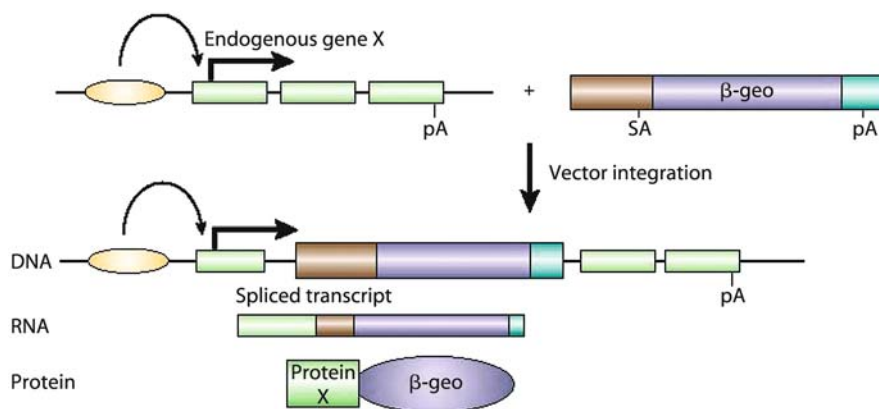 Endogenous gene X
+
β-geo
pA
SA
pA
Vector integration
DNA
pA
Spliced transcript
RNA
Protein
Protein
X
β-geo